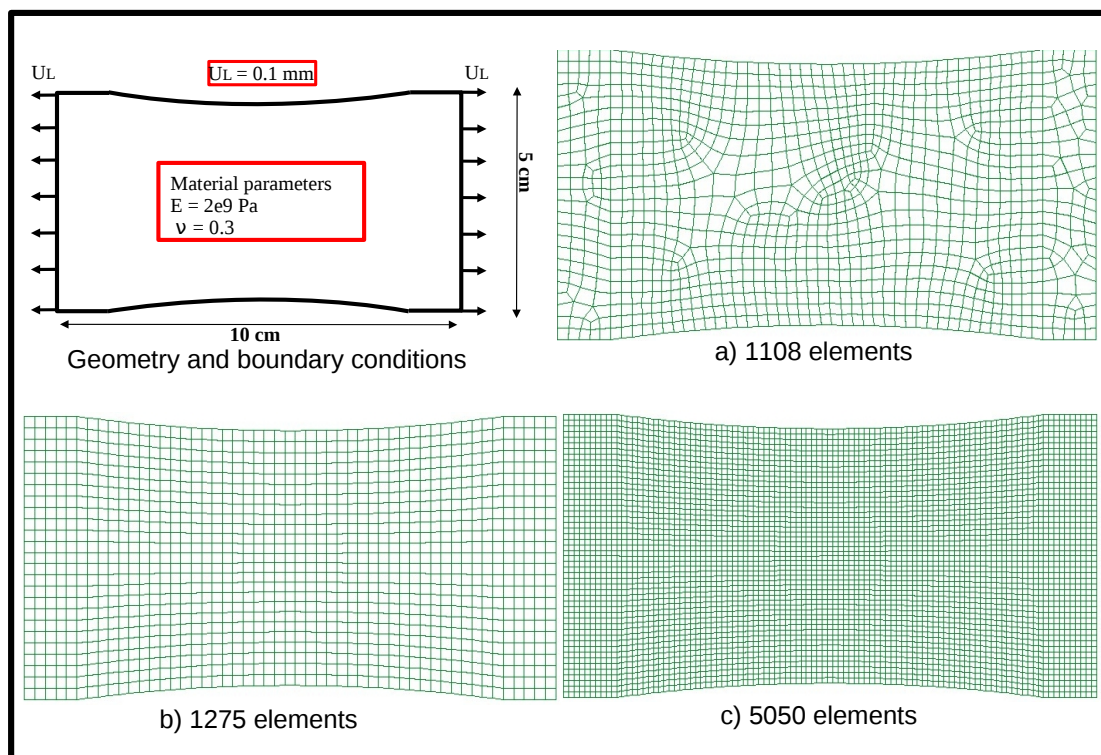 UL
UL = 0.1 mm
UL
Material parameters
E = 2e9 Pa
ν = 0.3
5 cm
10 cm
Geometry and boundary conditions
a) 1108 elements
b) 1275 elements
c) 5050 elements